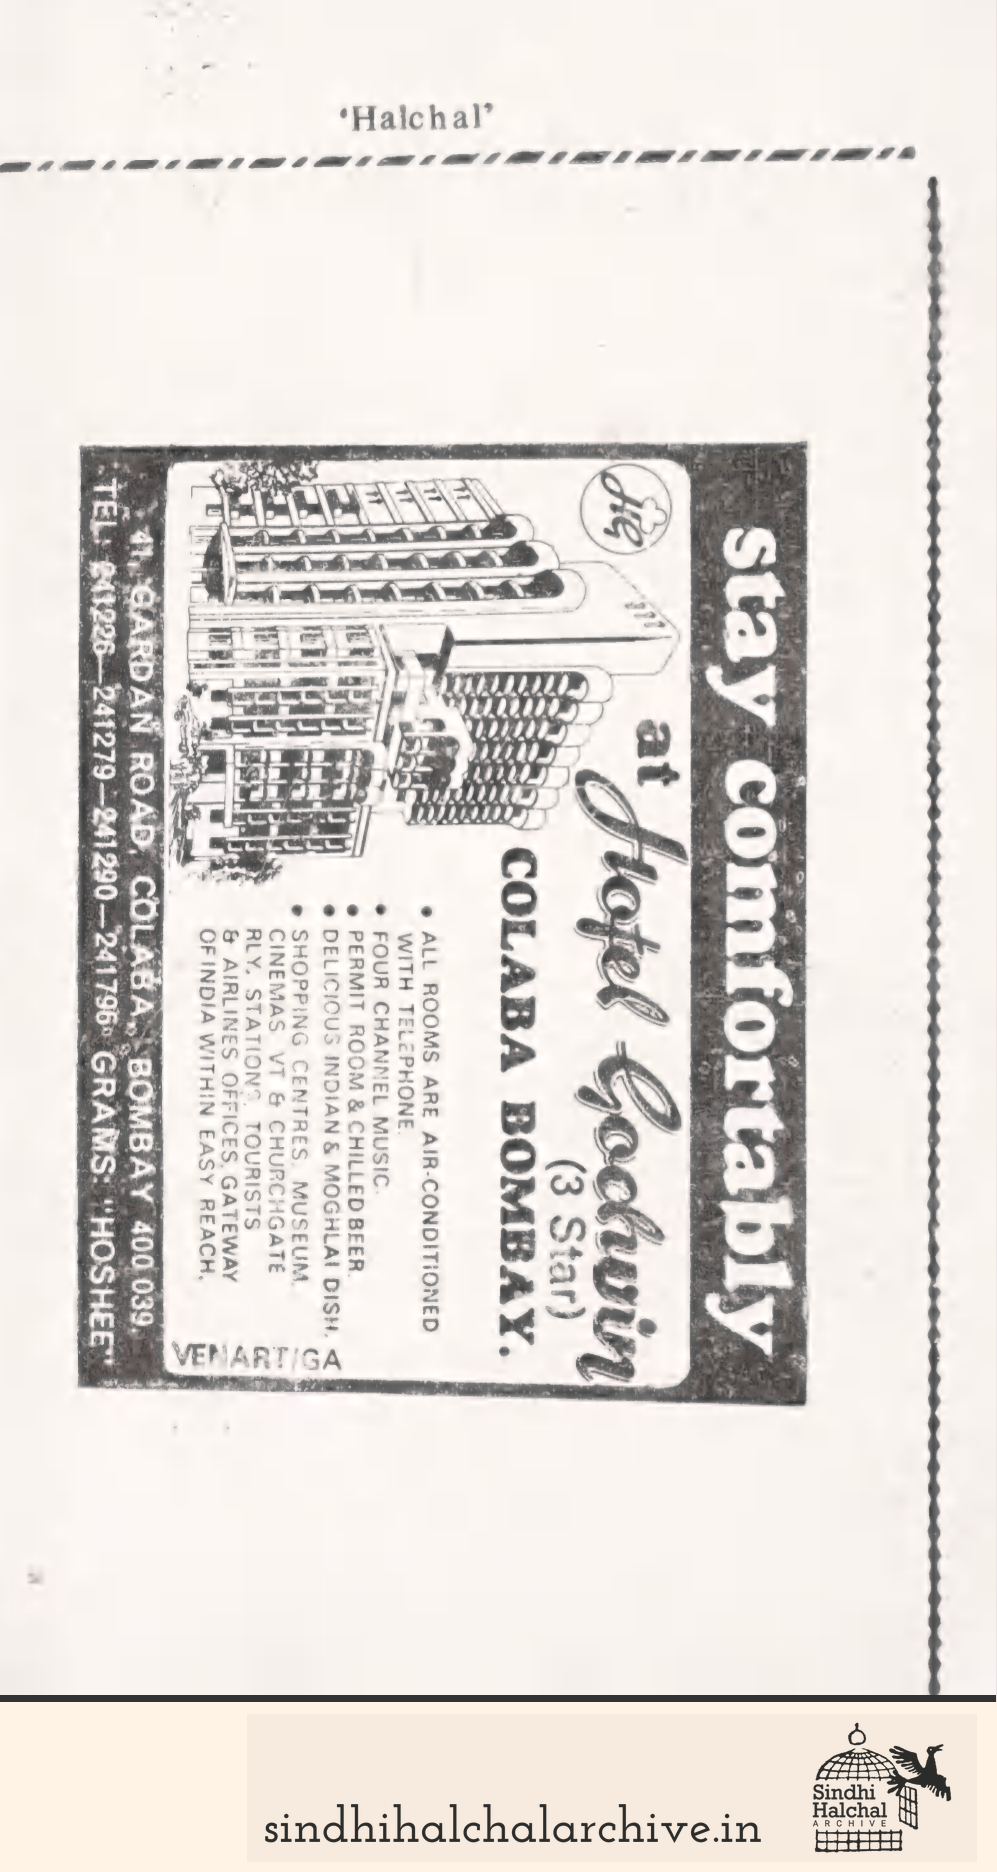 'Halchal'
stay comfortably
at Hotel Godwin
(3 Star)
COLABA BOMBAY.
• ALL ROOMS ARE AIR-CONDITIONED
WITH TELEPHONE.
• FOUR CHANNEL MUSIC.
• PERMIT ROOM & CHILLED BEER.
• DELICIOUS INDIAN & MOGHLAI DISH.
• SHOPPING CENTRES, MUSEUM,
CINEMAS, VT & CHURCHGATE
RLY. STATIONS, TOURISTS
& AIRLINES OFFICES, GATEWAY
OF INDIA WITHIN EASY REACH.
VENART/GA
41, GARDAN ROAD, COLABA, BOMBAY 400 039.
TEL: 241226—241279—241290—241796 GRAMS: "HOSHEE"
sindhihalchalarchive.in
Sindhi
Halchal
ARCHIVE